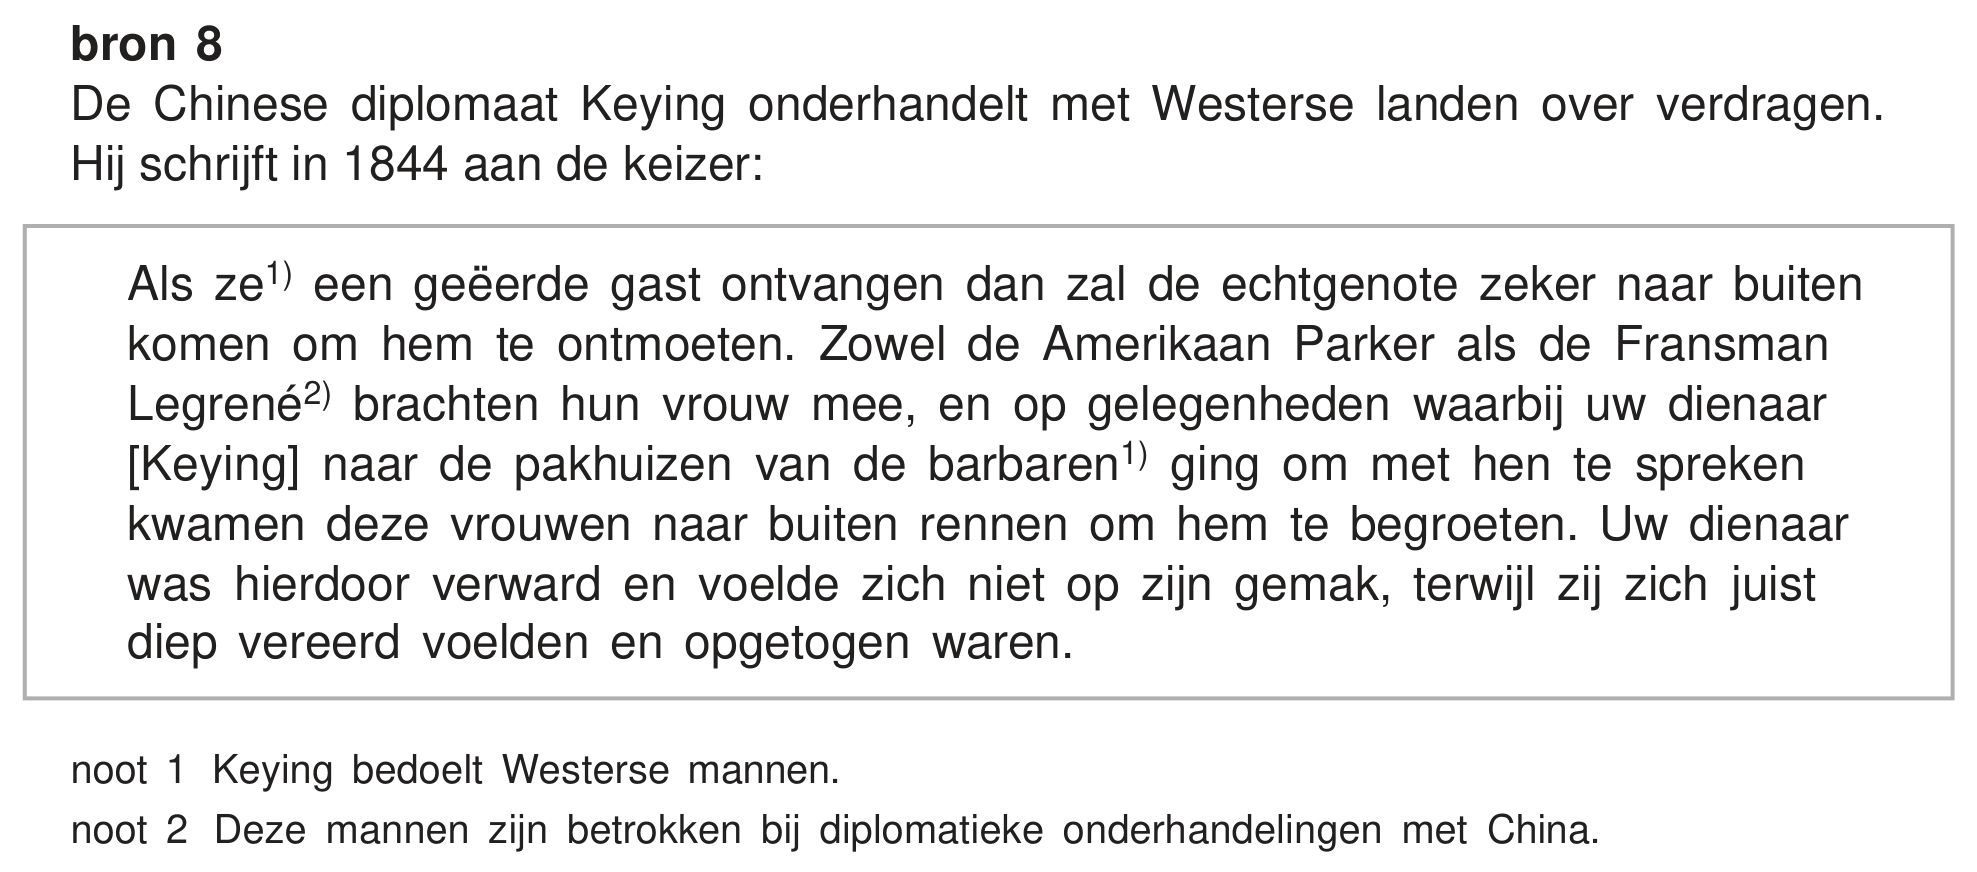 bron 8
De Chinese diplomaat Keying onderhandelt met Westerse landen over verdragen.
Hij schrijft in 1844 aan de keizer:
Als ze1) een geëerde gast ontvangen dan zal de echtgenote zeker naar buiten
komen om hem te ontmoeten. Zowel de Amerikaan Parker als de Fransman
Legrené2) brachten hun vrouw mee, en op gelegenheden waarbij uw dienaar
[Keying] naar de pakhuizen van de barbaren1) ging om met hen te spreken
kwamen deze vrouwen naar buiten rennen om hem te begroeten. Uw dienaar
was hierdoor verward en voelde zich niet op zijn gemak, terwijl zij zich juist
diep vereerd voelden en opgetogen waren.
noot 1 Keying bedoelt Westerse mannen.
noot 2 Deze mannen zijn betrokken bij diplomatieke onderhandelingen met China.